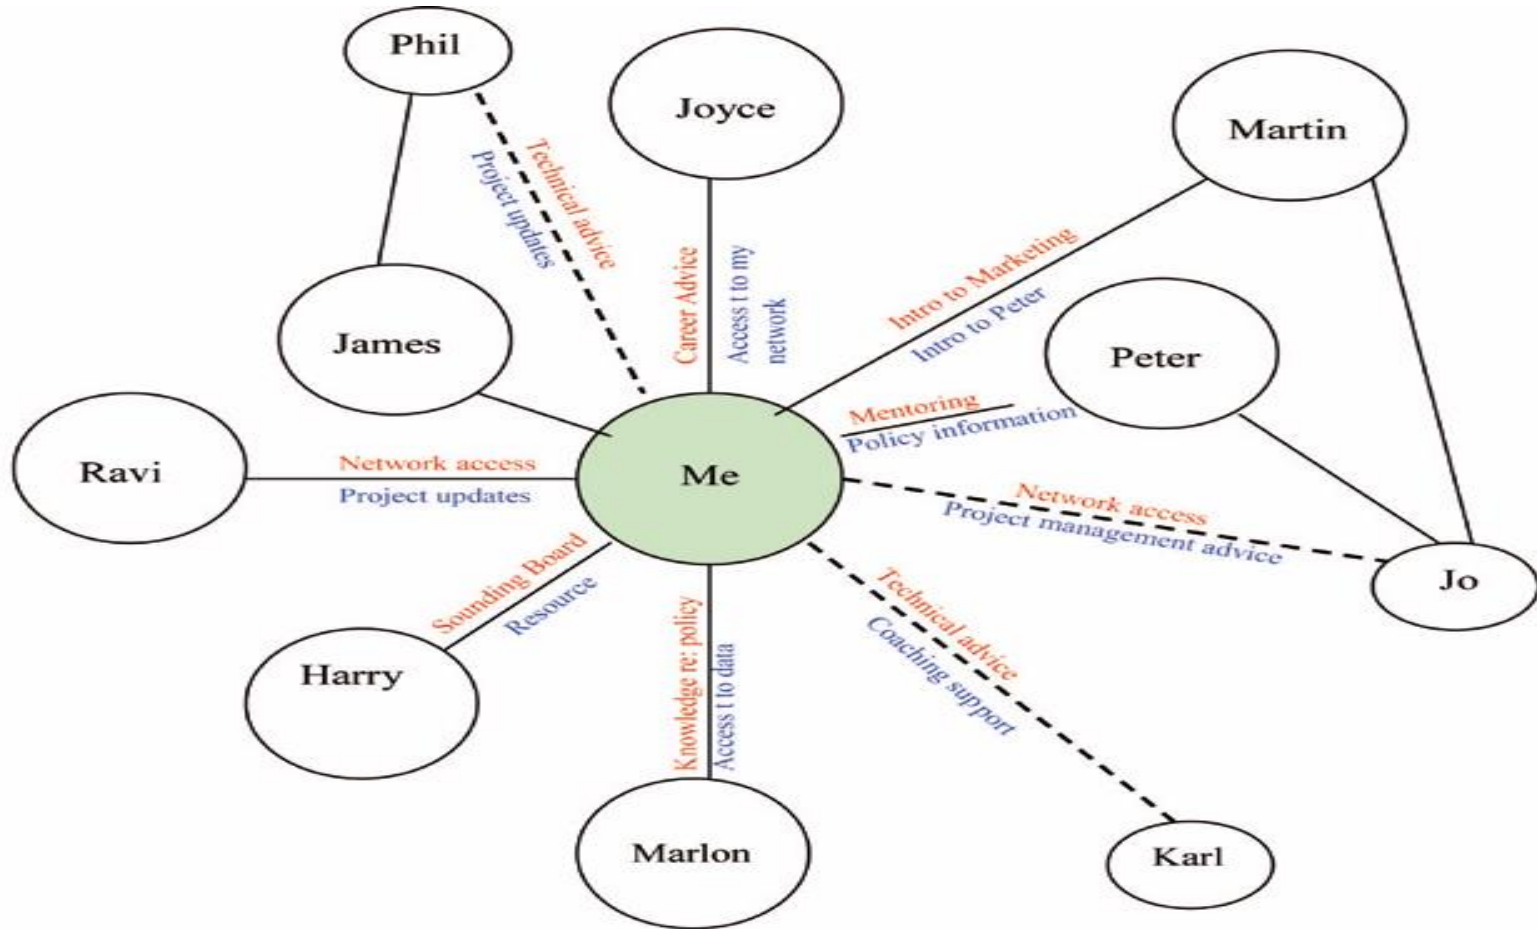 Phil
Joyce
Martin
Technical advice
Project updates
Career Advice
Access t to my
network
Intro to Marketing
Intro to Peter
James
Peter
Mentoring
Policy information
Ravi
Network access
Project updates
Me
Network access
Project management advice
Jo
Sounding Board
Resource
Technical advice
Coaching support
Harry
Knowledge re: policy
Access t to data
Marlon
Karl